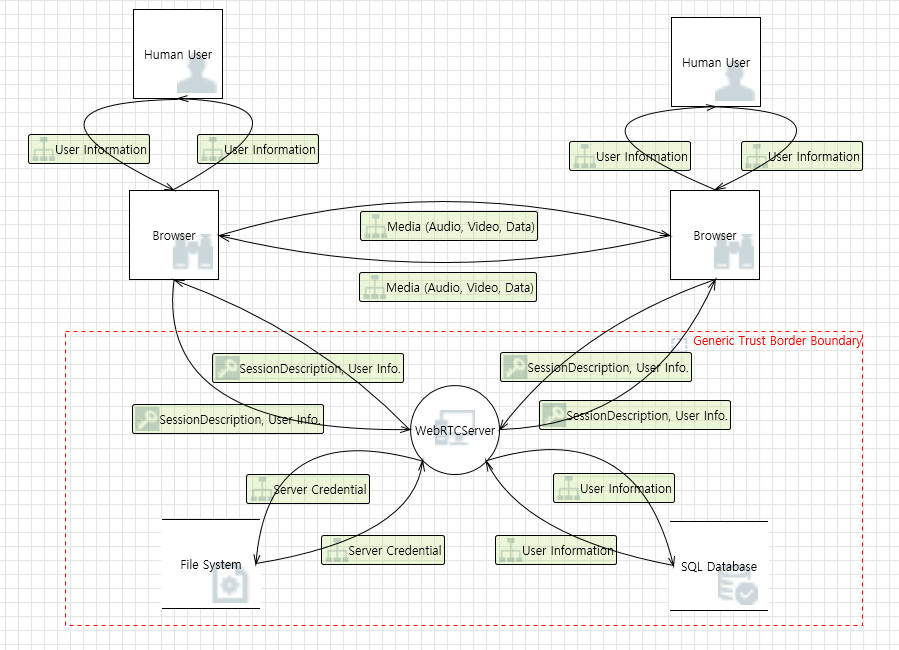 Human User
Human User
User Information
User Information
User Information
User Information
Browser
Browser
Media (Audio, Video, Data)
Media (Audio, Video, Data)
Generic Trust Border Boundary
SessionDescription, User Info.
SessionDescription, User Info.
SessionDescription, User Info.
SessionDescription, User Info.
WebRTCServer
Server Credential
User Information
Server Credential
User Information
File System
SQL Database